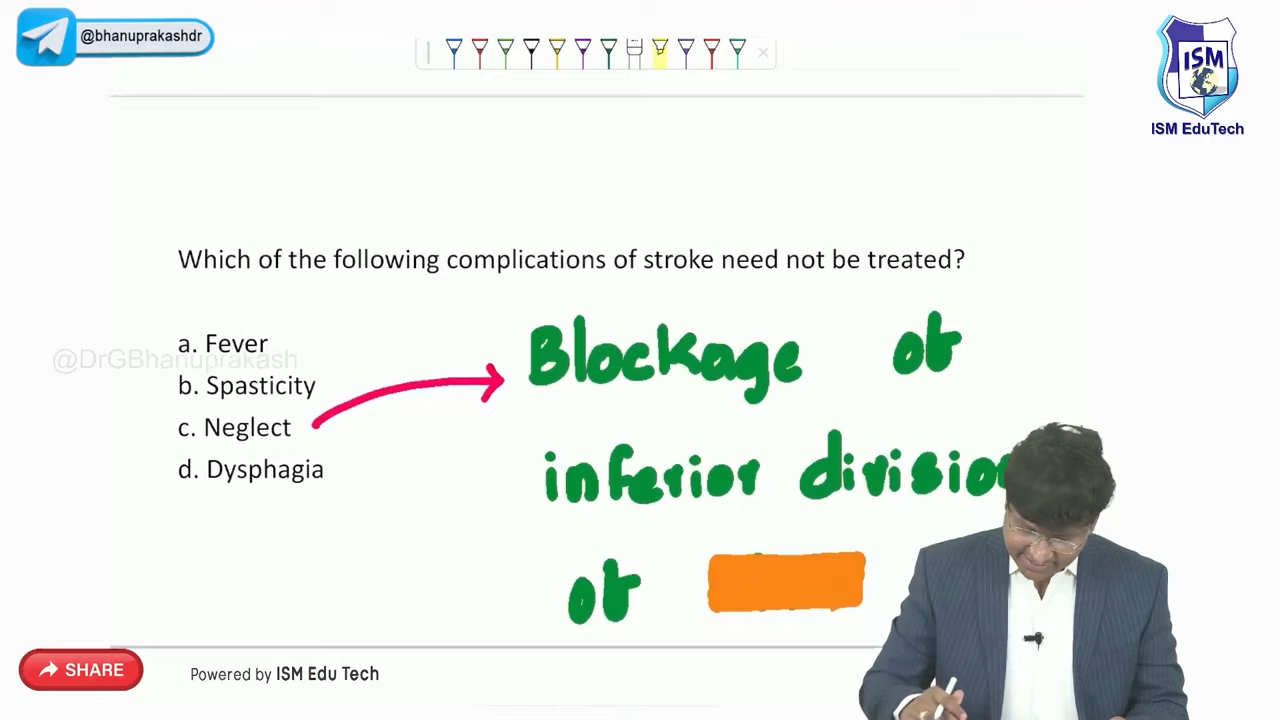 @bhanuprakashdr
ISM
ISM EduTech
Which of the following complications of stroke need not be treated?
a. Fever
@DrGBhanuprakash
b. Spasticity
c. Neglect
d. Dysphagia
Blockage of
inferior division
of
SHARE
Powered by ISM Edu Tech